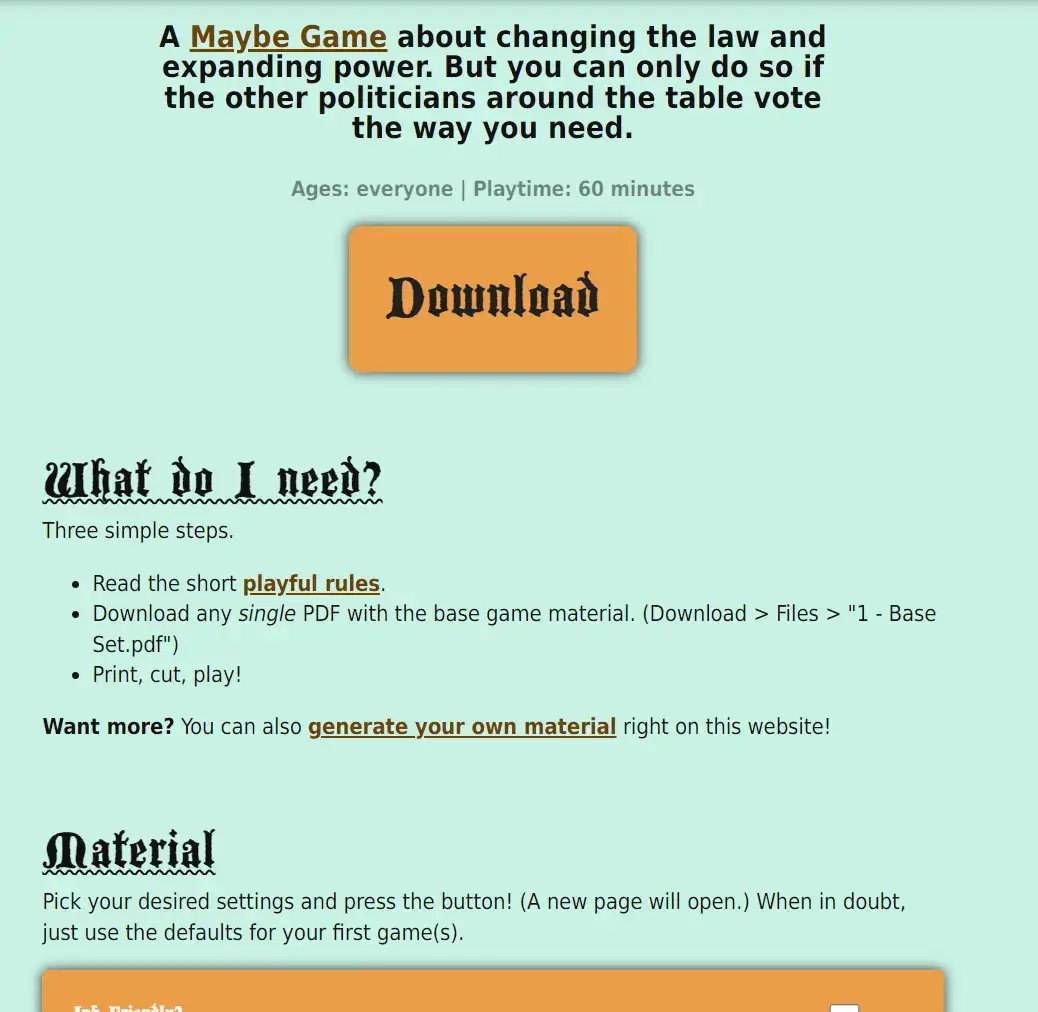 A Maybe Game about changing the law and
expanding power. But you can only do so if
the other politicians around the table vote
the way you need.
Ages: everyone | Playtime: 60 minutes
Download
What do I need?
Three simple steps.
• Read the short playful rules.
• Download any single PDF with the base game material. (Download > Files > "1 - Base
Set.pdf")
• Print, cut, play!
Want more? You can also generate your own material right on this website!
Material
Pick your desired settings and press the button! (A new page will open.) When in doubt,
just use the defaults for your first game(s).
Ink Friendly?